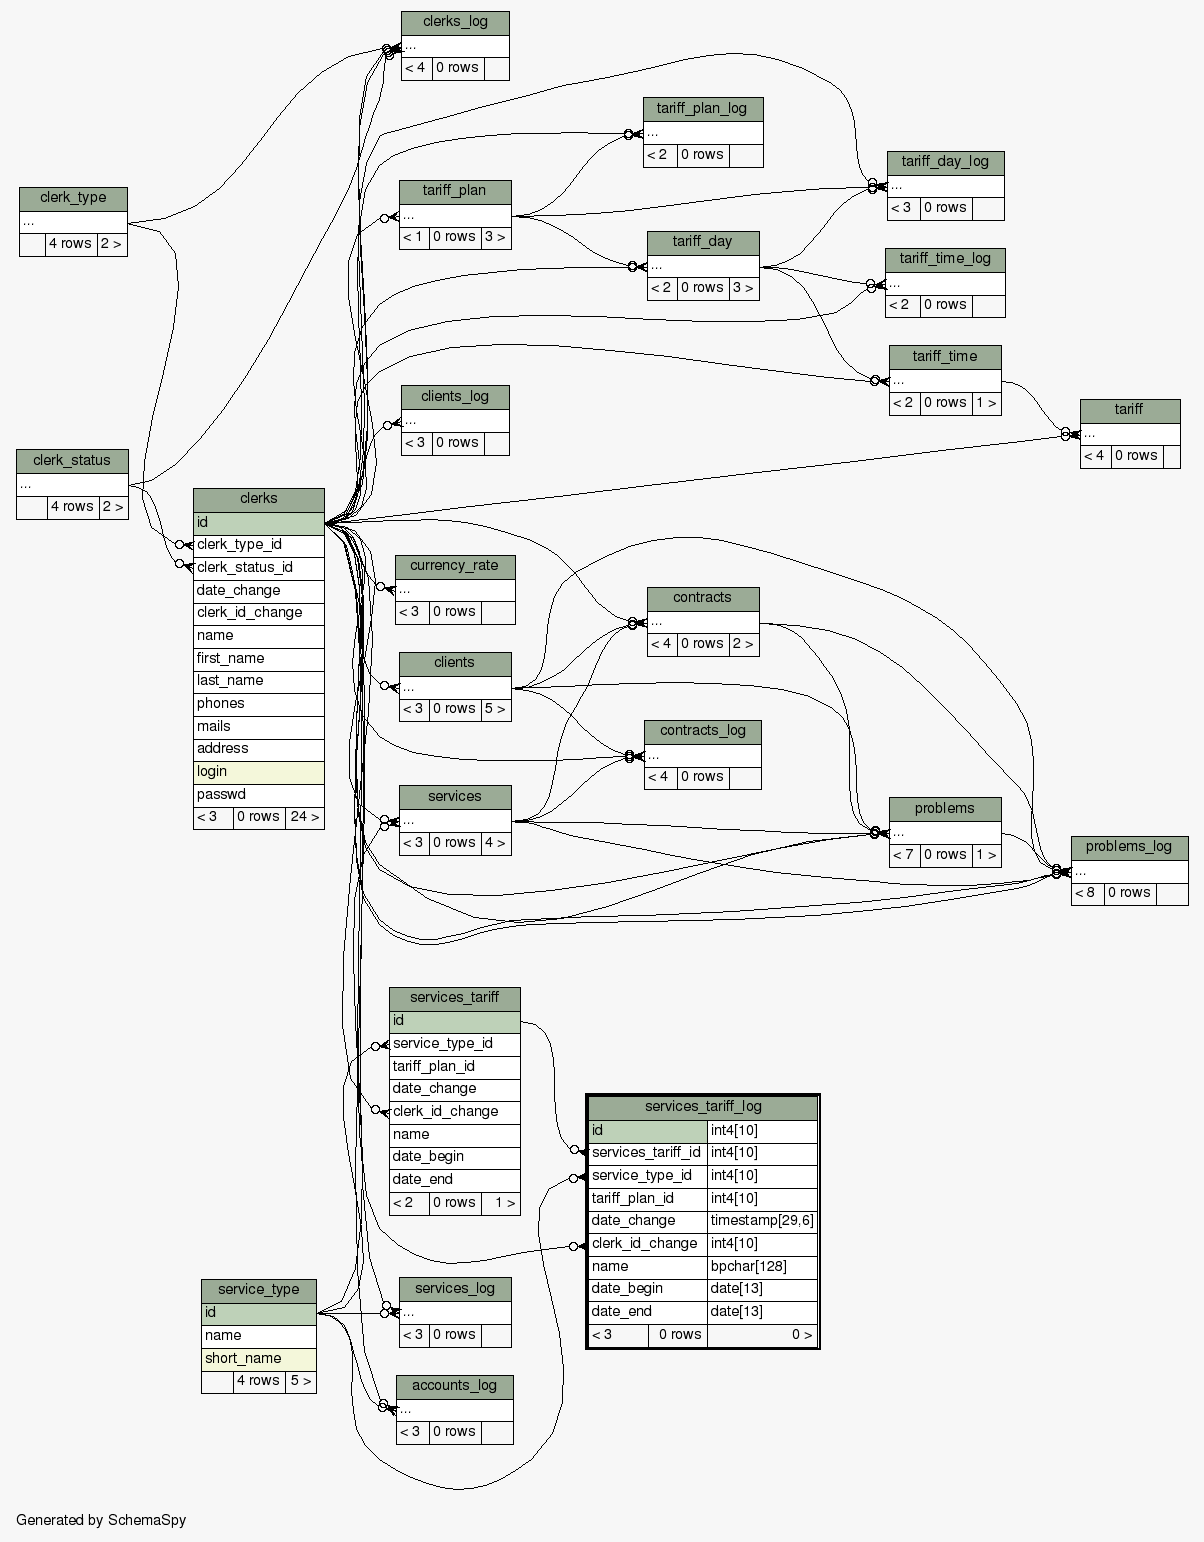 clerks_log
...
< 4 0 rows
tariff_plan_log
...
< 2 0 rows
tariff_day_log
...
< 3 0 rows
clerk_type
...
4 rows 2 >
tariff_plan
...
< 1 0 rows 3 >
tariff_day
...
< 2 0 rows 3 >
tariff_time_log
...
< 2 0 rows
tariff_time
...
< 2 0 rows 1 >
clients_log
...
< 3 0 rows
tariff
...
< 4 0 rows
clerk_status
...
4 rows 2 >
clerks
id
clerk_type_id
clerk_status_id
date_change
clerk_id_change
name
first_name
last_name
phones
mails
address
login
passwd
< 3 0 rows 24 >
currency_rate
...
< 3 0 rows
contracts
...
< 4 0 rows 2 >
clients
...
< 3 0 rows 5 >
contracts_log
...
< 4 0 rows
services
...
< 3 0 rows 4 >
problems
...
< 7 0 rows 1 >
problems_log
...
< 8 0 rows
services_tariff
id
service_type_id
tariff_plan_id
date_change
clerk_id_change
name
date_begin
date_end
< 2 0 rows 1 >
services_tariff_log
id int4[10]
services_tariff_id int4[10]
service_type_id int4[10]
tariff_plan_id int4[10]
date_change timestamp[29,6]
clerk_id_change int4[10]
name bpchar[128]
date_begin date[13]
date_end date[13]
< 3 0 rows 0 >
service_type
id
name
short_name
4 rows 5 >
services_log
...
< 3 0 rows
accounts_log
...
< 3 0 rows
Generated by SchemaSpy